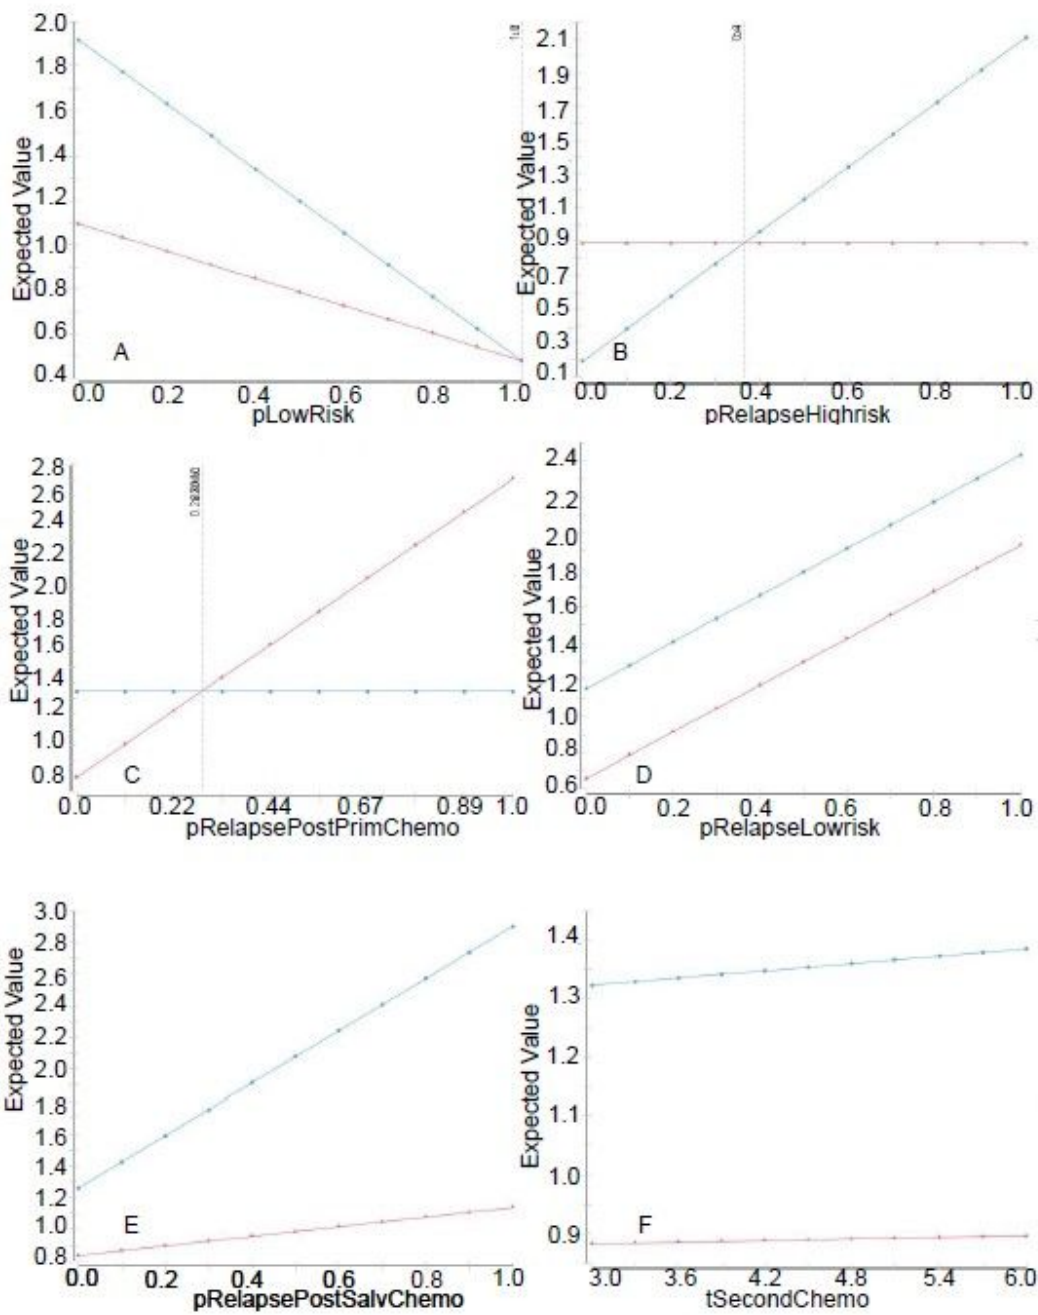 2.0
1.8
1.6
1.4
1.2
1.0
0.8
0.6
0.4
Expected Value
A
0.0 0.2 0.4 0.6 0.8 1.0
pLowRisk
2.1
1.9
1.7
1.5
1.3
1.1
0.9
0.7
0.5
0.3
0.1
Expected Value
B
0.0 0.2 0.4 0.6 0.8 1.0
pRelapseHighrisk
2.8
2.6
2.4
2.2
2.0
1.8
1.6
1.4
1.2
1.0
0.8
Expected Value
C
0.0 0.22 0.44 0.67 0.89 1.0
pRelapsePostPrimChemo
2.4
2.2
2.0
1.8
1.6
1.4
1.2
1.0
0.8
0.6
Expected Value
D
0.0 0.2 0.4 0.6 0.8 1.0
pRelapseLowrisk
3.0
2.8
2.6
2.4
2.2
2.0
1.8
1.6
1.4
1.2
1.0
0.8
Expected Value
E
0.0 0.2 0.4 0.6 0.8 1.0
pRelapsePostSalvChemo
1.4
1.3
1.2
1.1
1.0
0.9
Expected Value
F
3.0 3.6 4.2 4.8 5.4 6.0
tSecondChemo